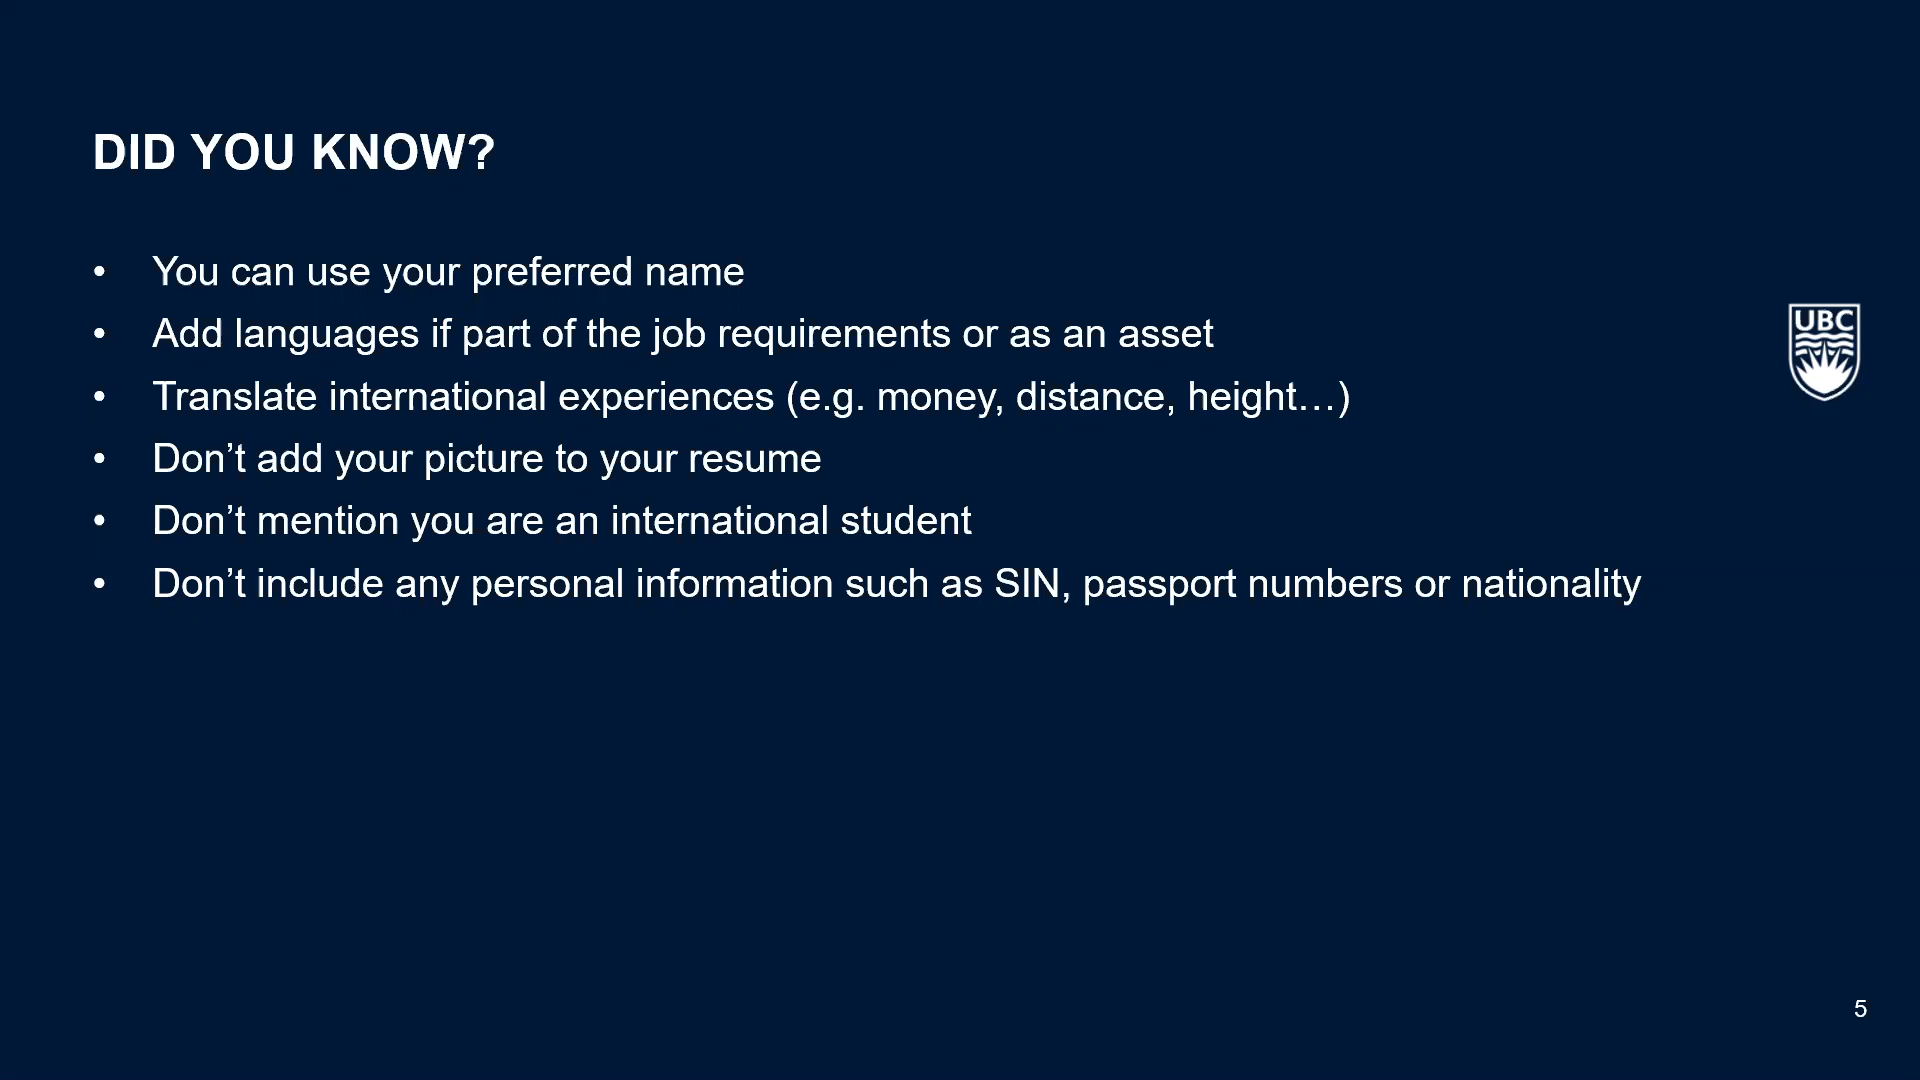 DID YOU KNOW?
• You can use your preferred name
• Add languages if part of the job requirements or as an asset
• Translate international experiences (e.g. money, distance, height…)
• Don’t add your picture to your resume
• Don’t mention you are an international student
• Don’t include any personal information such as SIN, passport numbers or nationality
UBC
5